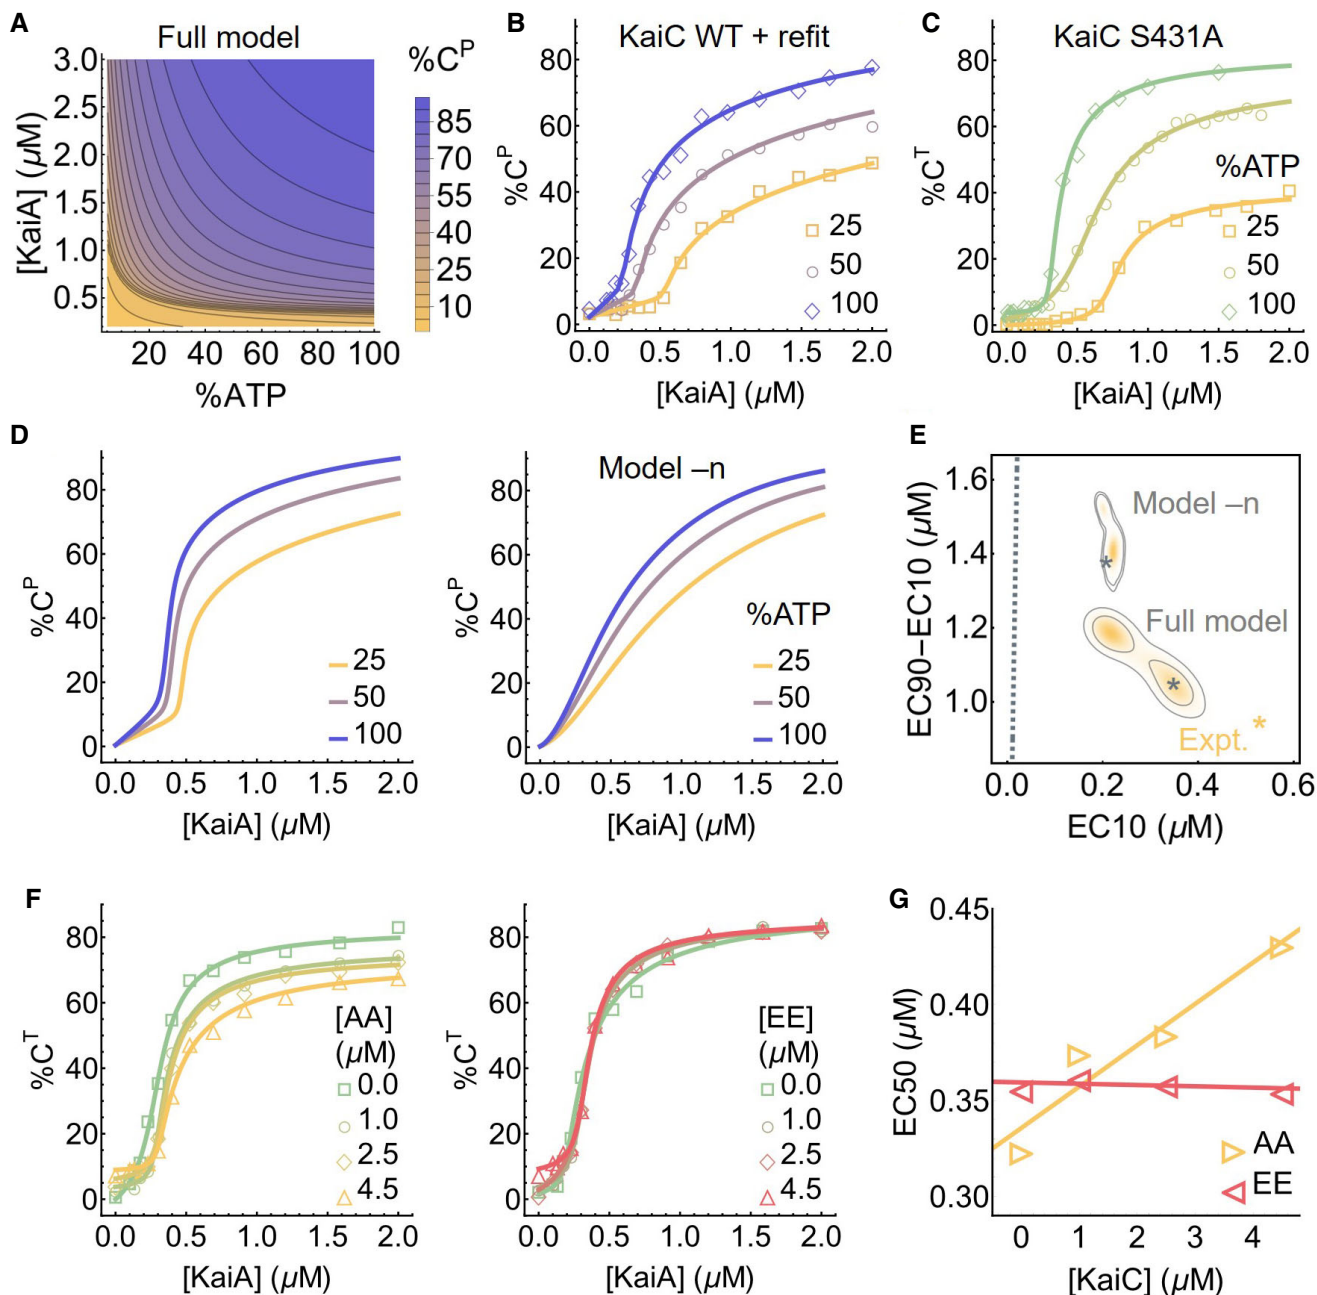 A
Full model
%C^P
[KaiA] (μM)
3.0
2.5
2.0
1.5
1.0
0.5
20 40 60 80 100
%ATP
85
70
55
40
25
10
B
KaiC WT + refit
%C^P
80
60
40
20
0
25
50
100
0.0 0.5 1.0 1.5 2.0
[KaiA] (μM)
C
KaiC S431A
%C^T
80
60
40
20
0
%ATP
25
50
100
0.0 0.5 1.0 1.5 2.0
[KaiA] (μM)
D
%C^P
80
60
40
20
0
25
50
100
0.0 0.5 1.0 1.5 2.0
[KaiA] (μM)
Model –n
%C^P
80
60
40
20
0
%ATP
25
50
100
0.0 0.5 1.0 1.5 2.0
[KaiA] (μM)
E
EC90–EC10 (μM)
1.6
1.4
1.2
1.0
Model –n
*
Full model
*
Expt. *
0.0 0.2 0.4 0.6
EC10 (μM)
F
%C^T
80
60
40
20
0
[AA]
(μM)
0.0
1.0
2.5
4.5
0.0 0.5 1.0 1.5 2.0
[KaiA] (μM)
%C^T
80
60
40
20
0
[EE]
(μM)
0.0
1.0
2.5
4.5
0.0 0.5 1.0 1.5 2.0
[KaiA] (μM)
G
EC50 (μM)
0.45
0.40
0.35
0.30
AA
EE
0 1 2 3 4
[KaiC] (μM)